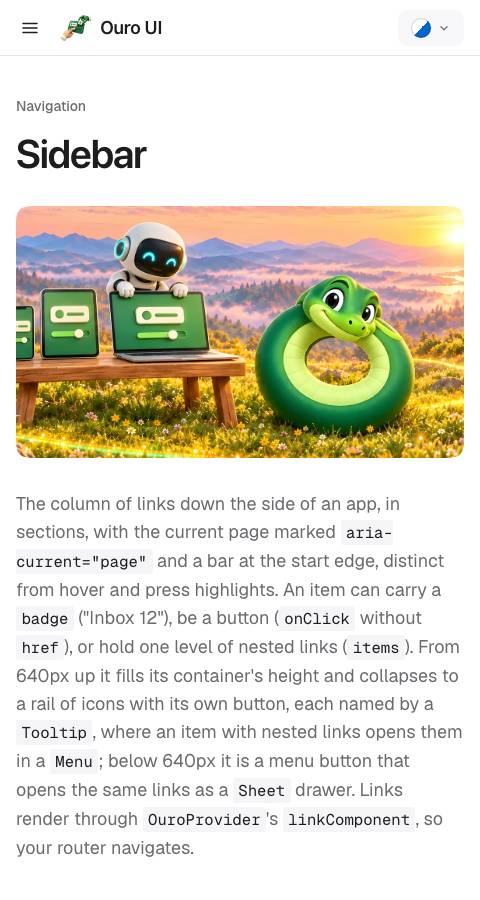 Ouro UI
Navigation
Sidebar
The column of links down the side of an app, in
sections, with the current page marked aria-
current="page" and a bar at the start edge, distinct
from hover and press highlights. An item can carry a
badge ("Inbox 12"), be a button ( onClick without
href ), or hold one level of nested links ( items ). From
640px up it fills its container's height and collapses to
a rail of icons with its own button, each named by a
Tooltip , where an item with nested links opens them
in a Menu ; below 640px it is a menu button that
opens the same links as a Sheet drawer. Links
render through OuroProvider 's linkComponent , so
your router navigates.